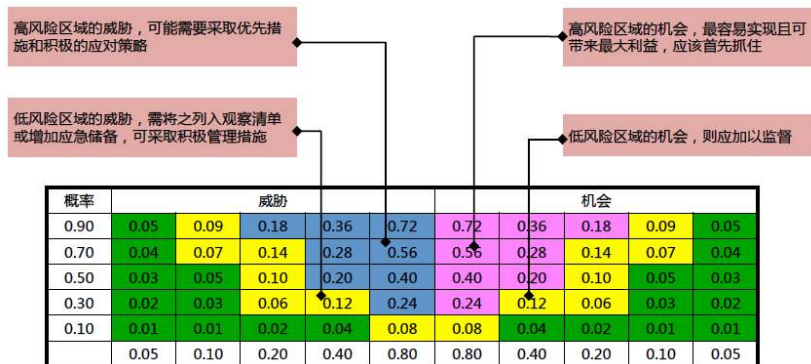 高风险区域的威胁，可能需要采取优先措
施和积极的应对策略
高风险区域的机会，最容易实现且可
带来最大利益，应该首先抓住
低风险区域的威胁，需将之列入观察清单
或增加应急储备，可采取积极管理措施
低风险区域的机会，则应加以监督
概率 威胁 机会
0.90 0.05 0.09 0.18 0.36 0.72 0.72 0.36 0.18 0.09 0.05
0.70 0.04 0.07 0.14 0.28 0.56 0.56 0.28 0.14 0.07 0.04
0.50 0.03 0.05 0.10 0.20 0.40 0.40 0.20 0.10 0.05 0.03
0.30 0.02 0.03 0.06 0.12 0.24 0.24 0.12 0.06 0.03 0.02
0.10 0.01 0.01 0.02 0.04 0.08 0.08 0.04 0.02 0.01 0.01
0.05 0.10 0.20 0.40 0.80 0.80 0.40 0.20 0.10 0.05